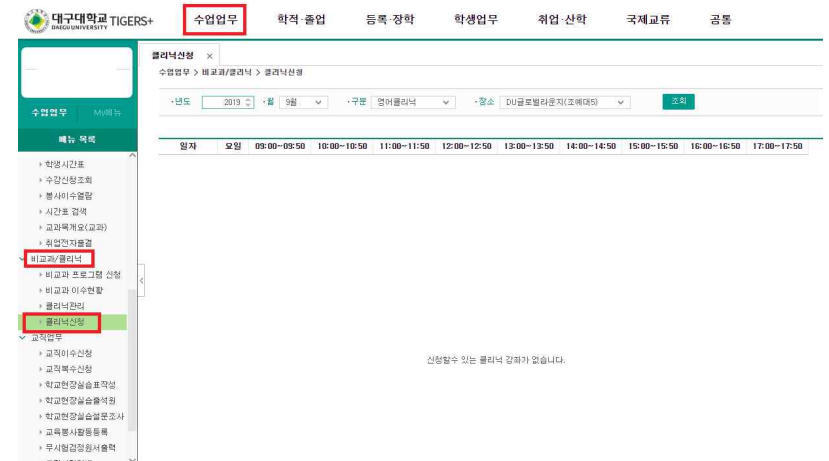 대구대학교 TIGERS+ 수업업무 학적·졸업 등록·장학 학생업무 취업·산학 국제교류 공통
DAEGU UNIVERSITY
클리닉신청 ×
수업업무 > 비교과/클리닉 > 클리닉신청
·년도 2019 ·월 9월 ·구분 영어클리닉 ·장소 DU글로벌라운지(조예대5) 조회
수업업무 My메뉴
메뉴 목록
일자 요일 09:00~09:50 10:00~10:50 11:00~11:50 12:00~12:50 13:00~13:50 14:00~14:50 15:00~15:50 16:00~16:50 17:00~17:50
학생시간표
수강신청조회
봉사이수열람
시간표 검색
교과목개요(교과)
취업전자출결
비교과/클리닉
비교과 프로그램 신청
비교과 이수현황
클리닉관리
클리닉신청
교직업무
교직이수신청
교직복수신청
신청할수 있는 클리닉 강좌가 없습니다.
학교현장실습표작성
학교현장실습출석원
학교현장실습설문조사
교육봉사활동등록
무시험검정원서출력